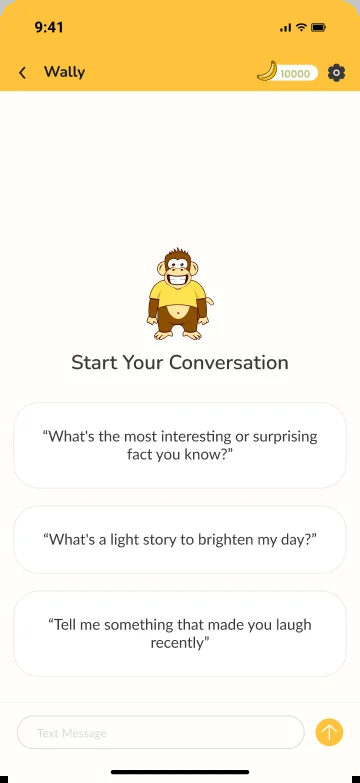 9:41
Wally
10000
Start Your Conversation
“What's the most interesting or surprising
fact you know?”
“What's a light story to brighten my day?”
“Tell me something that made you laugh
recently”
Text Message